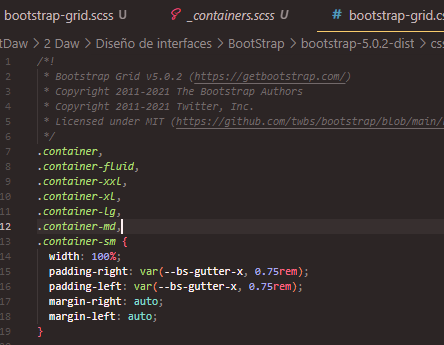 bootstrap-grid.scss U _containers.scss U # bootstrap-grid.c
tDaw > 2 Daw > Diseño de interfaces > BootStrap > bootstrap-5.0.2-dist > css
1 /*!
2 * Bootstrap Grid v5.0.2 (https://getbootstrap.com/)
3 * Copyright 2011-2021 The Bootstrap Authors
4 * Copyright 2011-2021 Twitter, Inc.
5 * Licensed under MIT (https://github.com/twbs/bootstrap/blob/main/
6 */
7 .container,
8 .container-fluid,
9 .container-xxl,
10 .container-xl,
11 .container-lg,
12 .container-md,
13 .container-sm {
14 width: 100%;
15 padding-right: var(--bs-gutter-x, 0.75rem);
16 padding-left: var(--bs-gutter-x, 0.75rem);
17 margin-right: auto;
18 margin-left: auto;
19 }